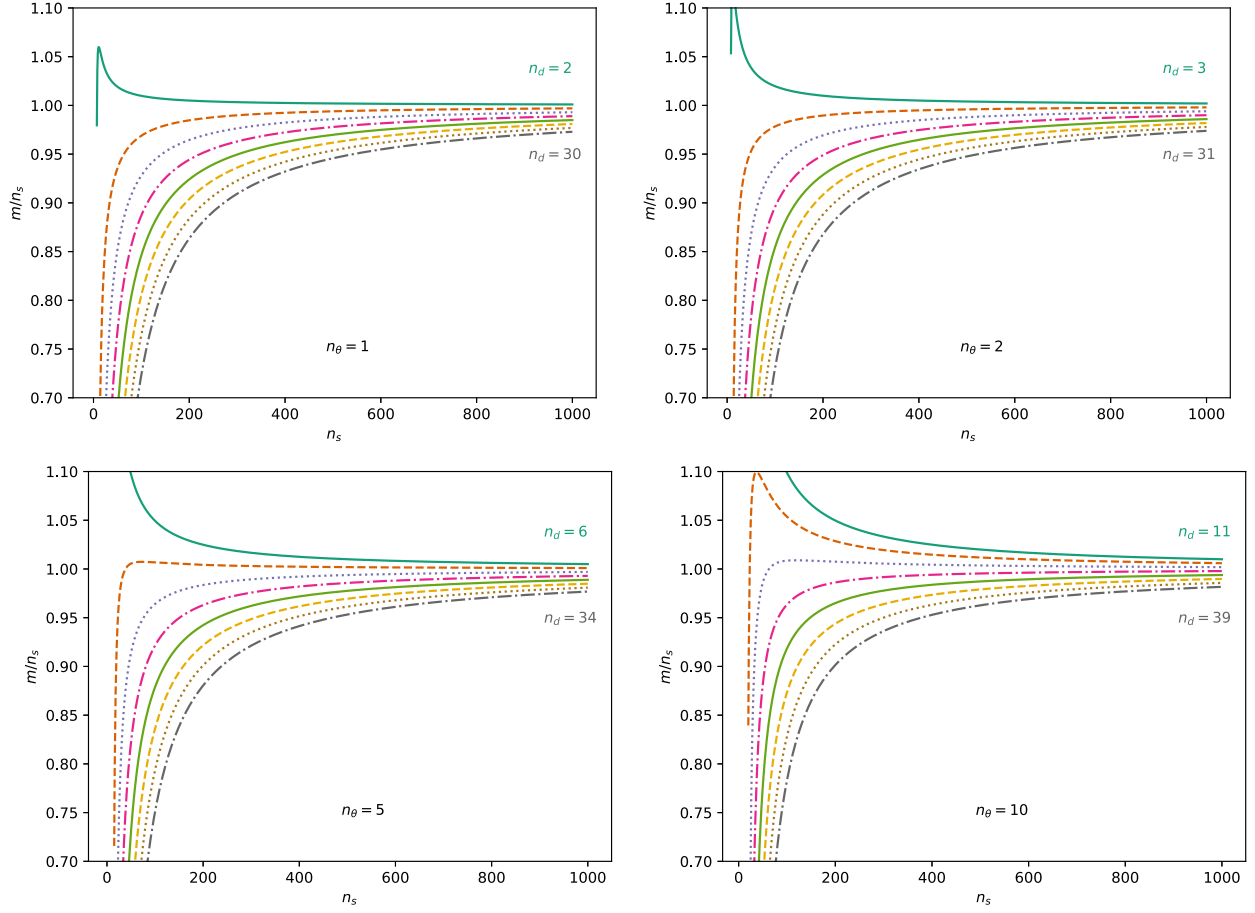 1.10
1.05
1.00
0.95
0.90
0.85
0.80
0.75
0.70
m/n_s
0 200 400 600 800 1000
n_s
n_d = 2
n_d = 30
n_θ = 1
1.10
1.05
1.00
0.95
0.90
0.85
0.80
0.75
0.70
m/n_s
0 200 400 600 800 1000
n_s
n_d = 3
n_d = 31
n_θ = 2
1.10
1.05
1.00
0.95
0.90
0.85
0.80
0.75
0.70
m/n_s
0 200 400 600 800 1000
n_s
n_d = 6
n_d = 34
n_θ = 5
1.10
1.05
1.00
0.95
0.90
0.85
0.80
0.75
0.70
m/n_s
0 200 400 600 800 1000
n_s
n_d = 11
n_d = 39
n_θ = 10